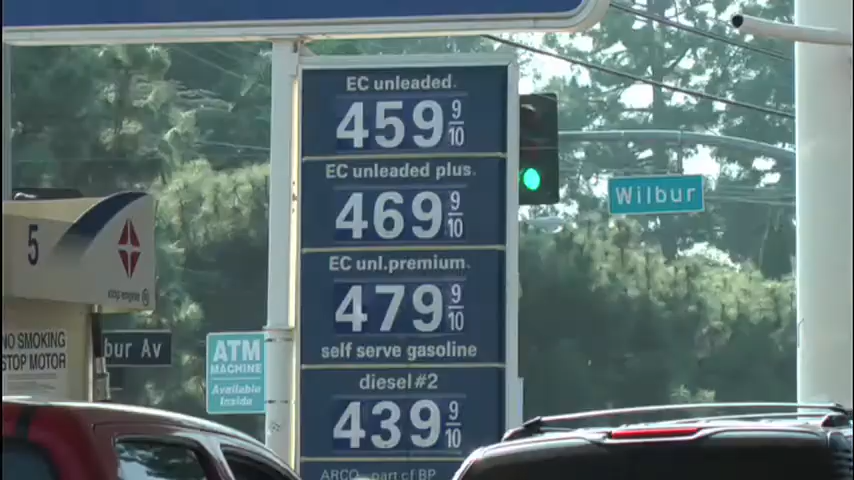 EC unleaded.
459 9/10
EC unleaded plus.
469 9/10
EC unl.premium.
479 9/10
self serve gasoline
diesel #2
439 9/10
ARCO-part of BP
Wilbur
5
stop engine
NO SMOKING
STOP MOTOR
bur Av
ATM
MACHINE
Available
Inside